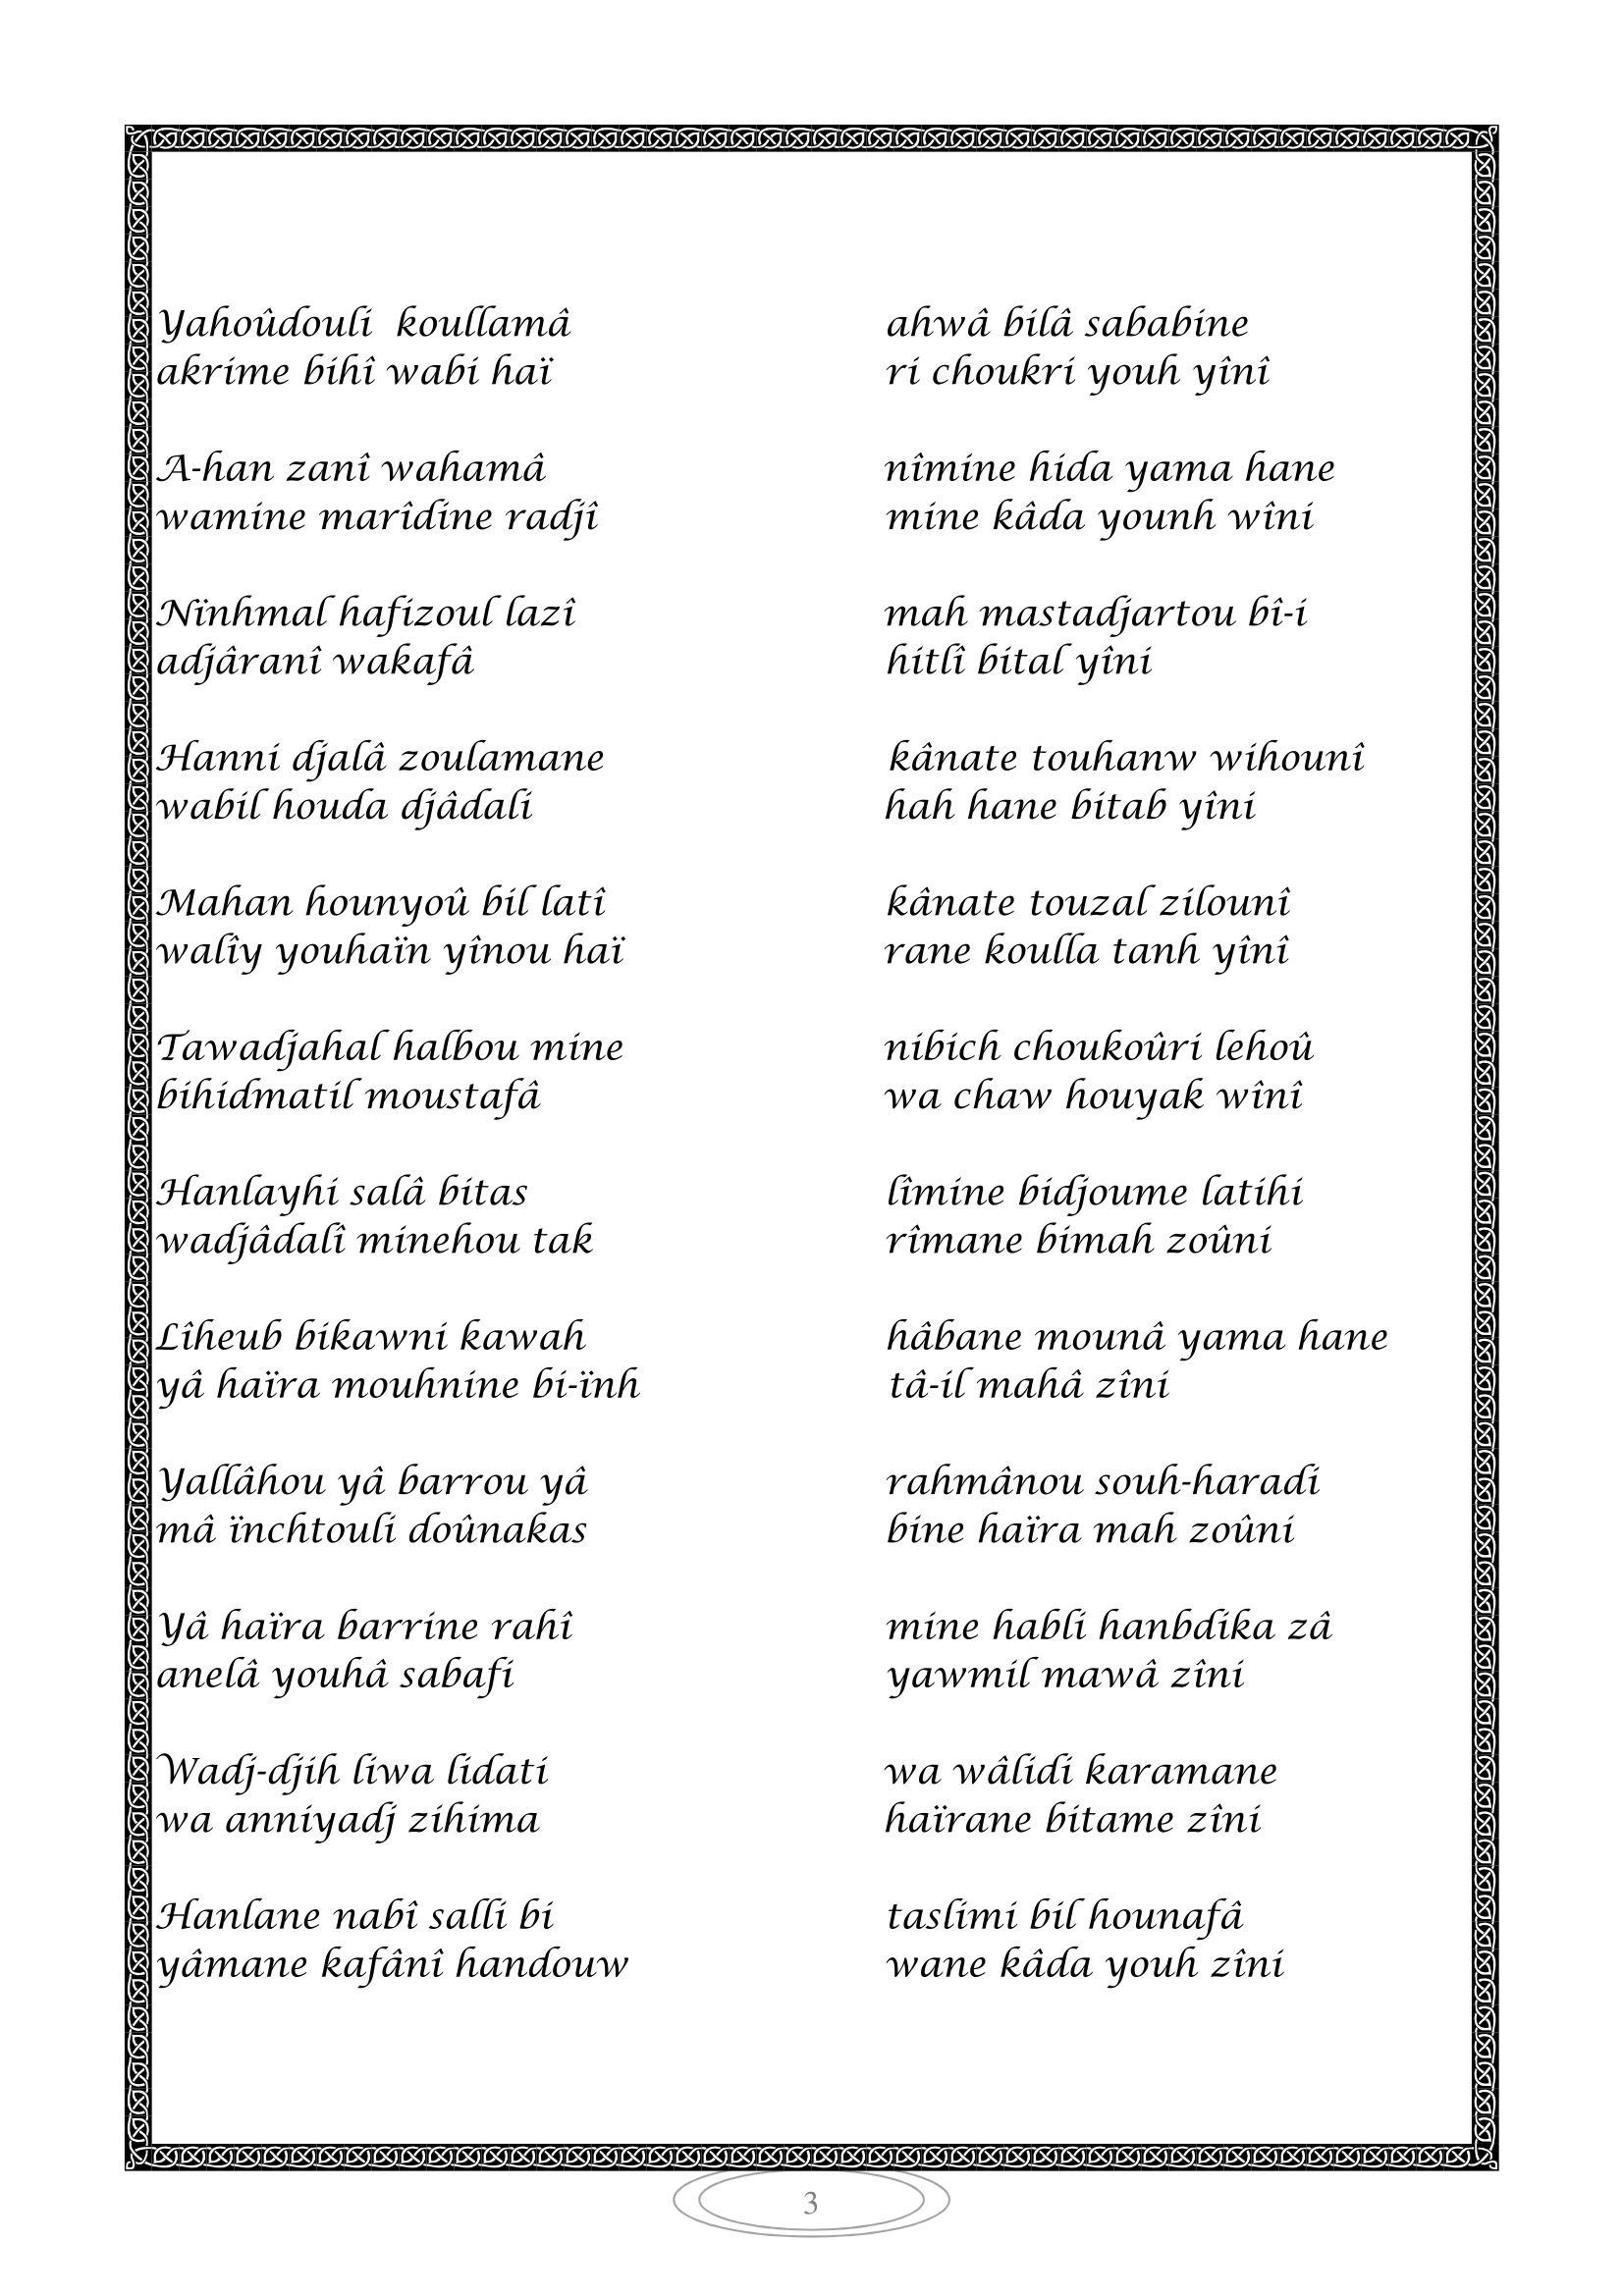 Yahoûdouli koullamâ ahwâ bilâ sababine
akrime bihî wabi haï ri choukri youh yînî
A-han zanî wahamâ nîmine hida yama hane
wamine marîdine radjî mine kâda younh wîni
Nïnhmal hafizoul lazî mah mastadjartou bî-i
adjâranî wakafâ hitlî bital yîni
Hanni djalâ zoulamane kânate touhanw wihounî
wabil houda djâdali hah hane bitab yîni
Mahan hounyoû bil latî kânate touzal zilounî
walîy youhaïn yînou haï rane koulla tanh yînî
Tawadjahal halbou mine nibich choukoûri lehoû
bihidmatil moustafâ wa chaw houyak wînî
Hanlayhi salâ bitas lîmine bidjoume latihi
wadjâdalî minehou tak rîmane bimah zoûni
Lîheub bikawni kawah hâbane mounâ yama hane
yâ haïra mouhnine bi-ïnh tâ-il mahâ zîni
Yallâhou yâ barrou yâ rahmânou souh-haradi
mâ ïnchtouli doûnakas bine haïra mah zoûni
Yâ haïra barrine rahî mine habli hanbdika zâ
anelâ youhâ sabafi yawmil mawâ zîni
Wadj-djih liwa lidati wa wâlidi karamane
wa anniyadj zihima haïrane bitame zîni
Hanlane nabî salli bi taslimi bil hounafâ
yâmane kafânî handouw wane kâda youh zîni
3